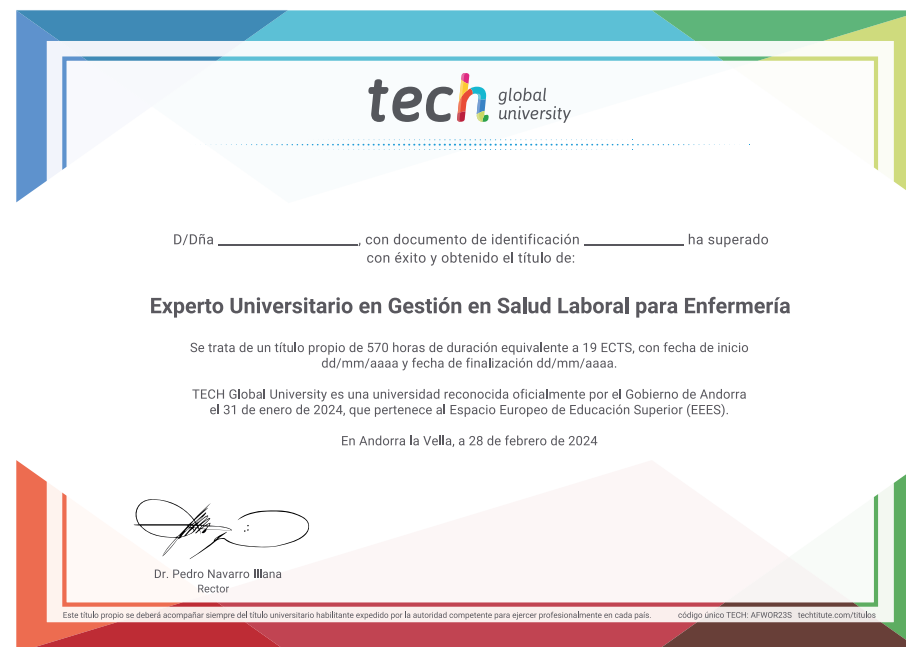 tech global university
D/Dña ____________________, con documento de identificación ______________ ha superado
con éxito y obtenido el título de:
Experto Universitario en Gestión en Salud Laboral para Enfermería
Se trata de un título propio de 570 horas de duración equivalente a 19 ECTS, con fecha de inicio
dd/mm/aaaa y fecha de finalización dd/mm/aaaa.
TECH Global University es una universidad reconocida oficialmente por el Gobierno de Andorra
el 31 de enero de 2024, que pertenece al Espacio Europeo de Educación Superior (EEES).
En Andorra la Vella, a 28 de febrero de 2024
Dr. Pedro Navarro Illana
Rector
Este título propio se deberá acompañar siempre del título universitario habilitante expedido por la autoridad competente para ejercer profesionalmente en cada país. código único TECH: AFWOR23S techtitute.com/titulos